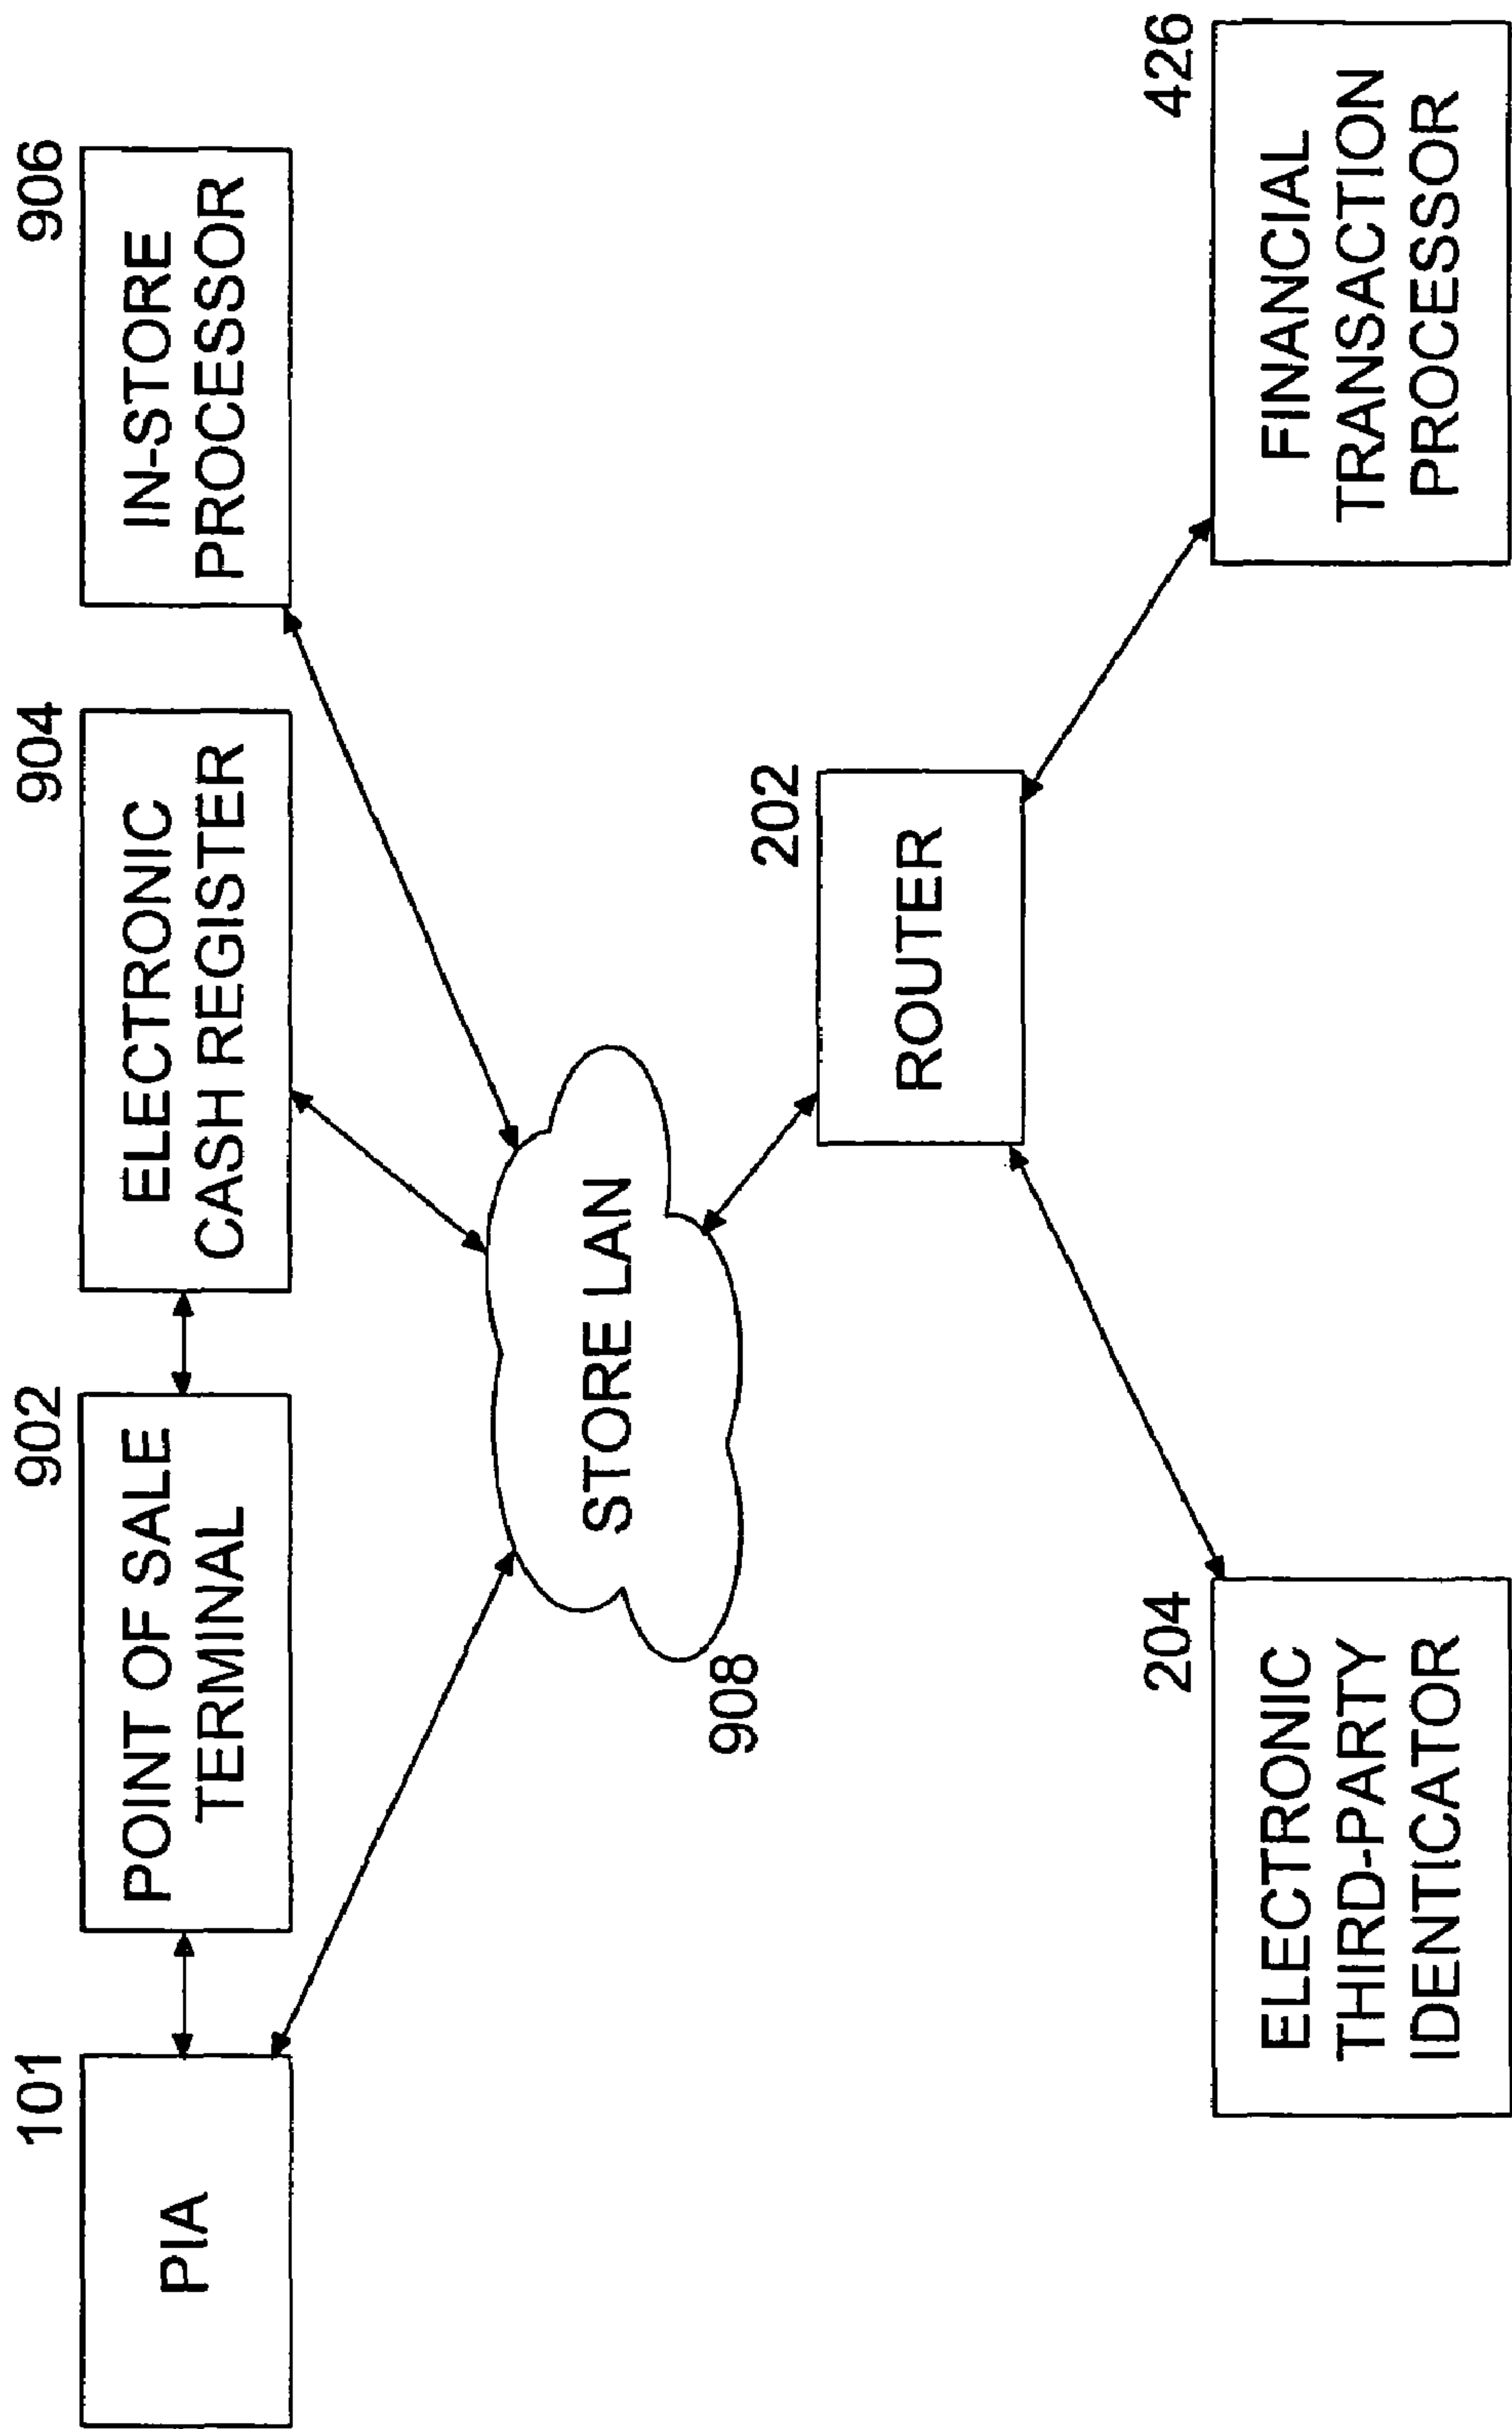 101
PIA
902
POINT OF SALE
TERMINAL
904
ELECTRONIC
CASH REGISTER
906
IN-STORE
PROCESSOR
STORE LAN
908
202
ROUTER
204
ELECTRONIC
THIRD-PARTY
IDENTICATOR
426
FINANCIAL
TRANSACTION
PROCESSOR